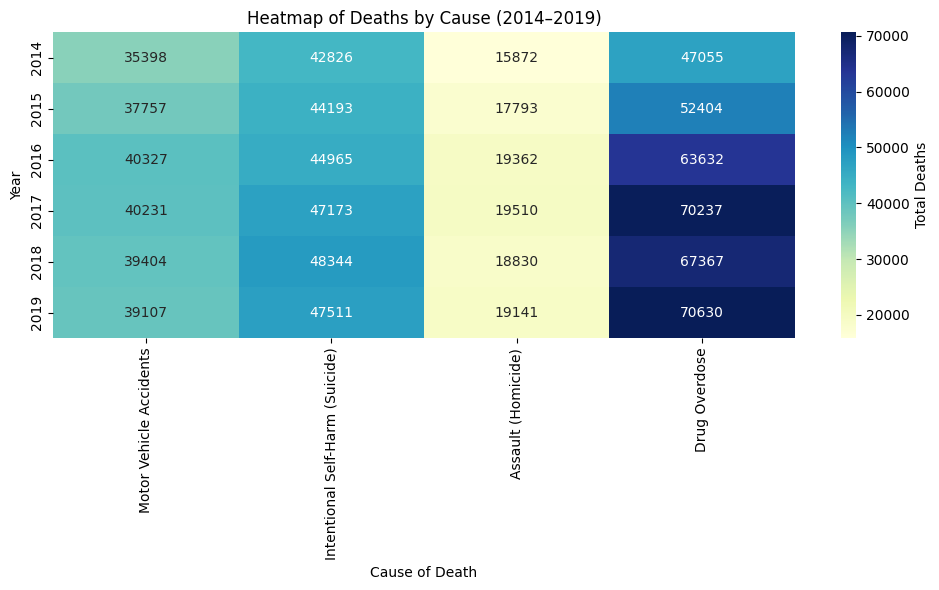 Heatmap of Deaths by Cause (2014–2019)
Year
2014 35398 42826 15872 47055
2015 37757 44193 17793 52404
2016 40327 44965 19362 63632
2017 40231 47173 19510 70237
2018 39404 48344 18830 67367
2019 39107 47511 19141 70630
Motor Vehicle Accidents
Intentional Self-Harm (Suicide)
Assault (Homicide)
Drug Overdose
Cause of Death
70000
60000
50000
40000
30000
20000
Total Deaths